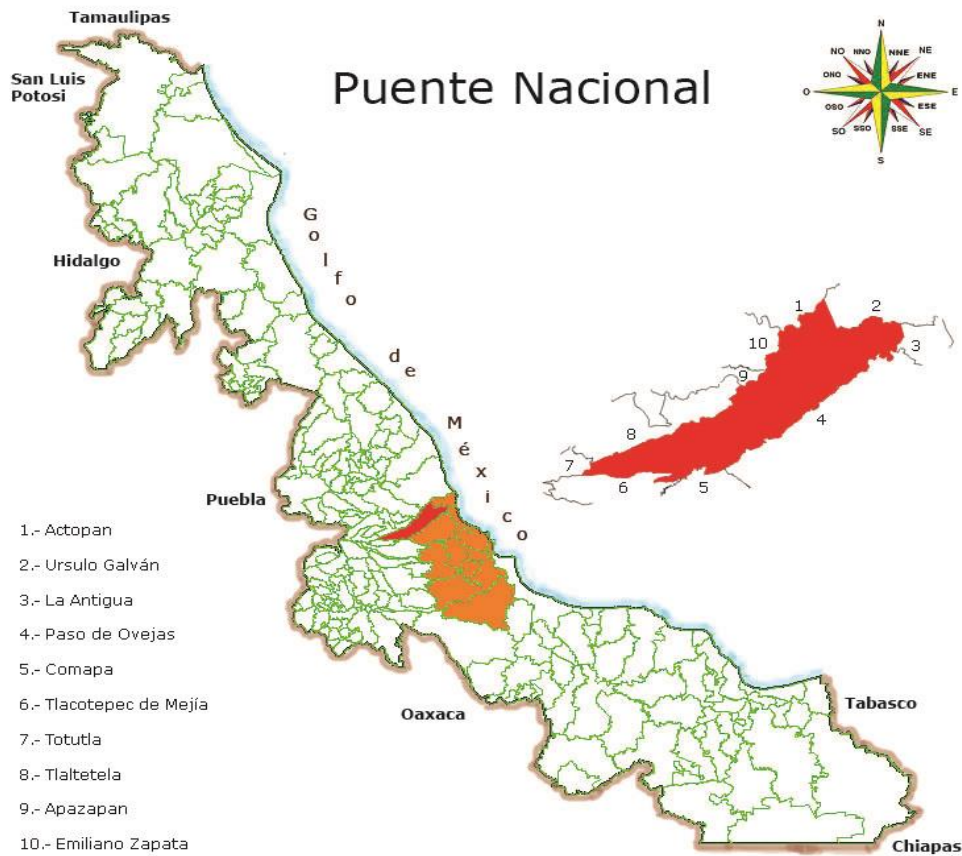 Tamaulipas
San Luis
Potosi
Puente Nacional
N
NNO
NNE
NO
NE
ONO
ENE
O
E
OSO
ESE
SO
SSO
SSE
SE
S
Hidalgo
Golfo de México
Puebla
Oaxaca
Tabasco
Chiapas
1
2
3
10
9
4
8
7
6
5
1.- Actopan
2.- Ursulo Galván
3.- La Antigua
4.- Paso de Ovejas
5.- Comapa
6.- Tlacotepec de Mejía
7.- Totutla
8.- Tlaltetela
9.- Apazapan
10.- Emiliano Zapata